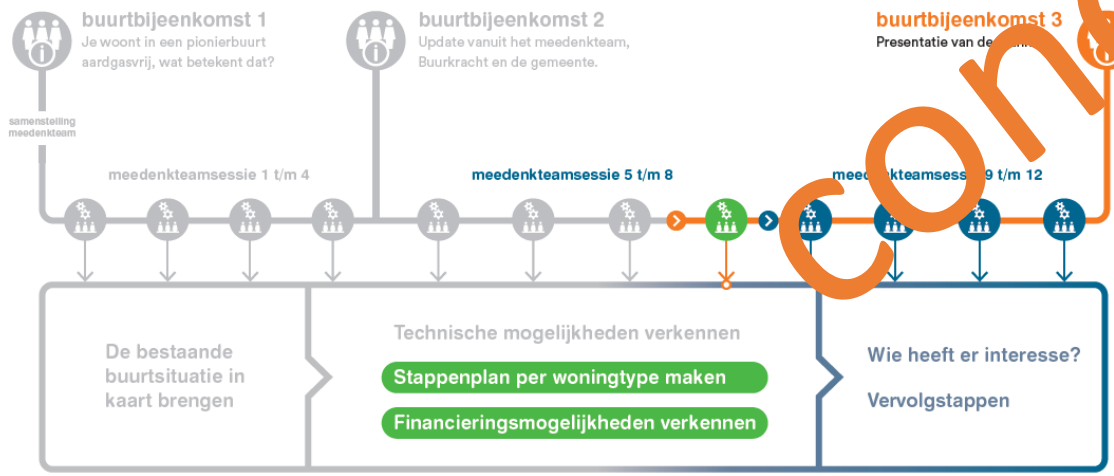 buurtbijeenkomst 1
Je woont in een pionierbuurt
aardgasvrij, wat betekent dat?
buurtbijeenkomst 2
Update vanuit het meedenkteam,
Buurkracht en de gemeente.
buurtbijeenkomst 3
Presentatie van de
samenstelling
meedenkteam
meedenkteamsessie 1 t/m 4
meedenkteamsessie 5 t/m 8
9 t/m 12
con
De bestaande
buurtsituatie in
kaart brengen
Technische mogelijkheden verkennen
Stappenplan per woningtype maken
Financieringsmogelijkheden verkennen
Wie heeft er interesse?
Vervolgstappen